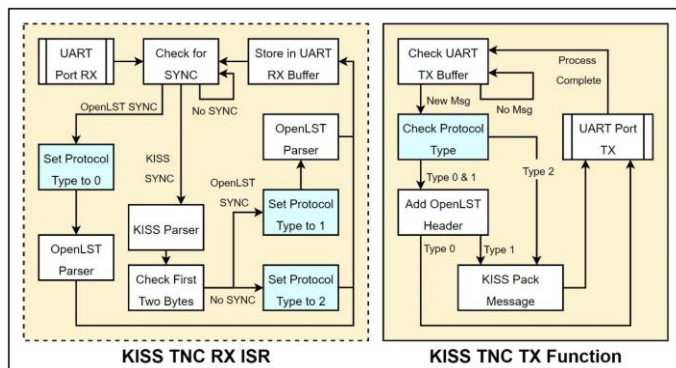 UART
Port RX
Check for
SYNC
Store in UART
RX Buffer
OpenLST SYNC
No SYNC
KISS
SYNC
OpenLST
Parser
Set Protocol
Type to 0
OpenLST
SYNC
Set Protocol
Type to 1
KISS Parser
OpenLST
Parser
Check First
Two Bytes
No SYNC
Set Protocol
Type to 2
KISS TNC RX ISR
Check UART
TX Buffer
Process
Complete
New Msg
No Msg
Check Protocol
Type
UART Port
TX
Type 2
Type 0 & 1
Add OpenLST
Header
Type 0
Type 1
KISS Pack
Message
KISS TNC TX Function